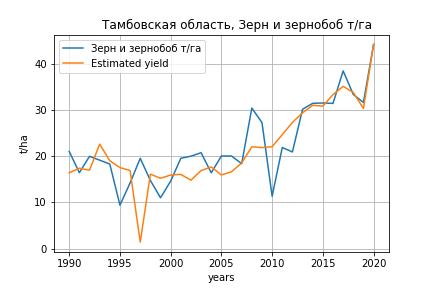 Тамбовская область, Зерн и зернобоб т/га
Зерн и зернобоб т/га
Estimated yield
40
30
20
10
0
t/ha
1990
1995
2000
2005
2010
2015
2020
years